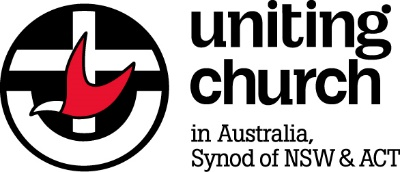 uniting
church
in Australia,
Synod of NSW & ACT